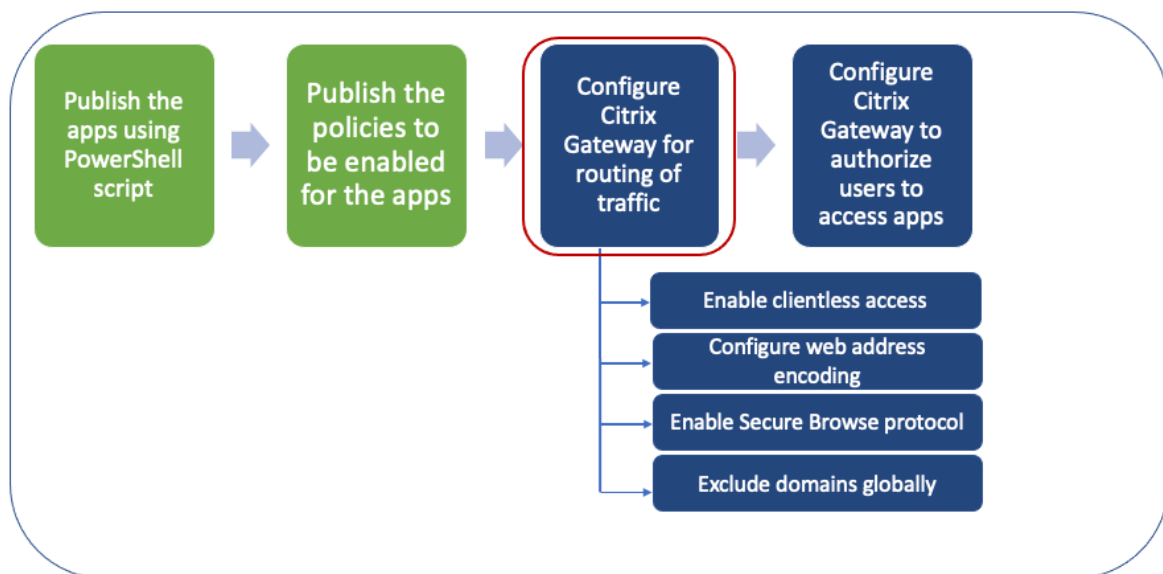 Publish the
apps using
PowerShell
script
Publish the
policies to
be enabled
for the apps
Configure
Citrix
Gateway for
routing of
traffic
Configure
Citrix
Gateway to
authorize
users to
access apps
Enable clientless access
Configure web address
encoding
Enable Secure Browse protocol
Exclude domains globally